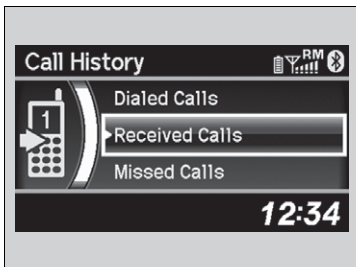 Call History
RM
Dialed Calls
1
Received Calls
Missed Calls
12:34